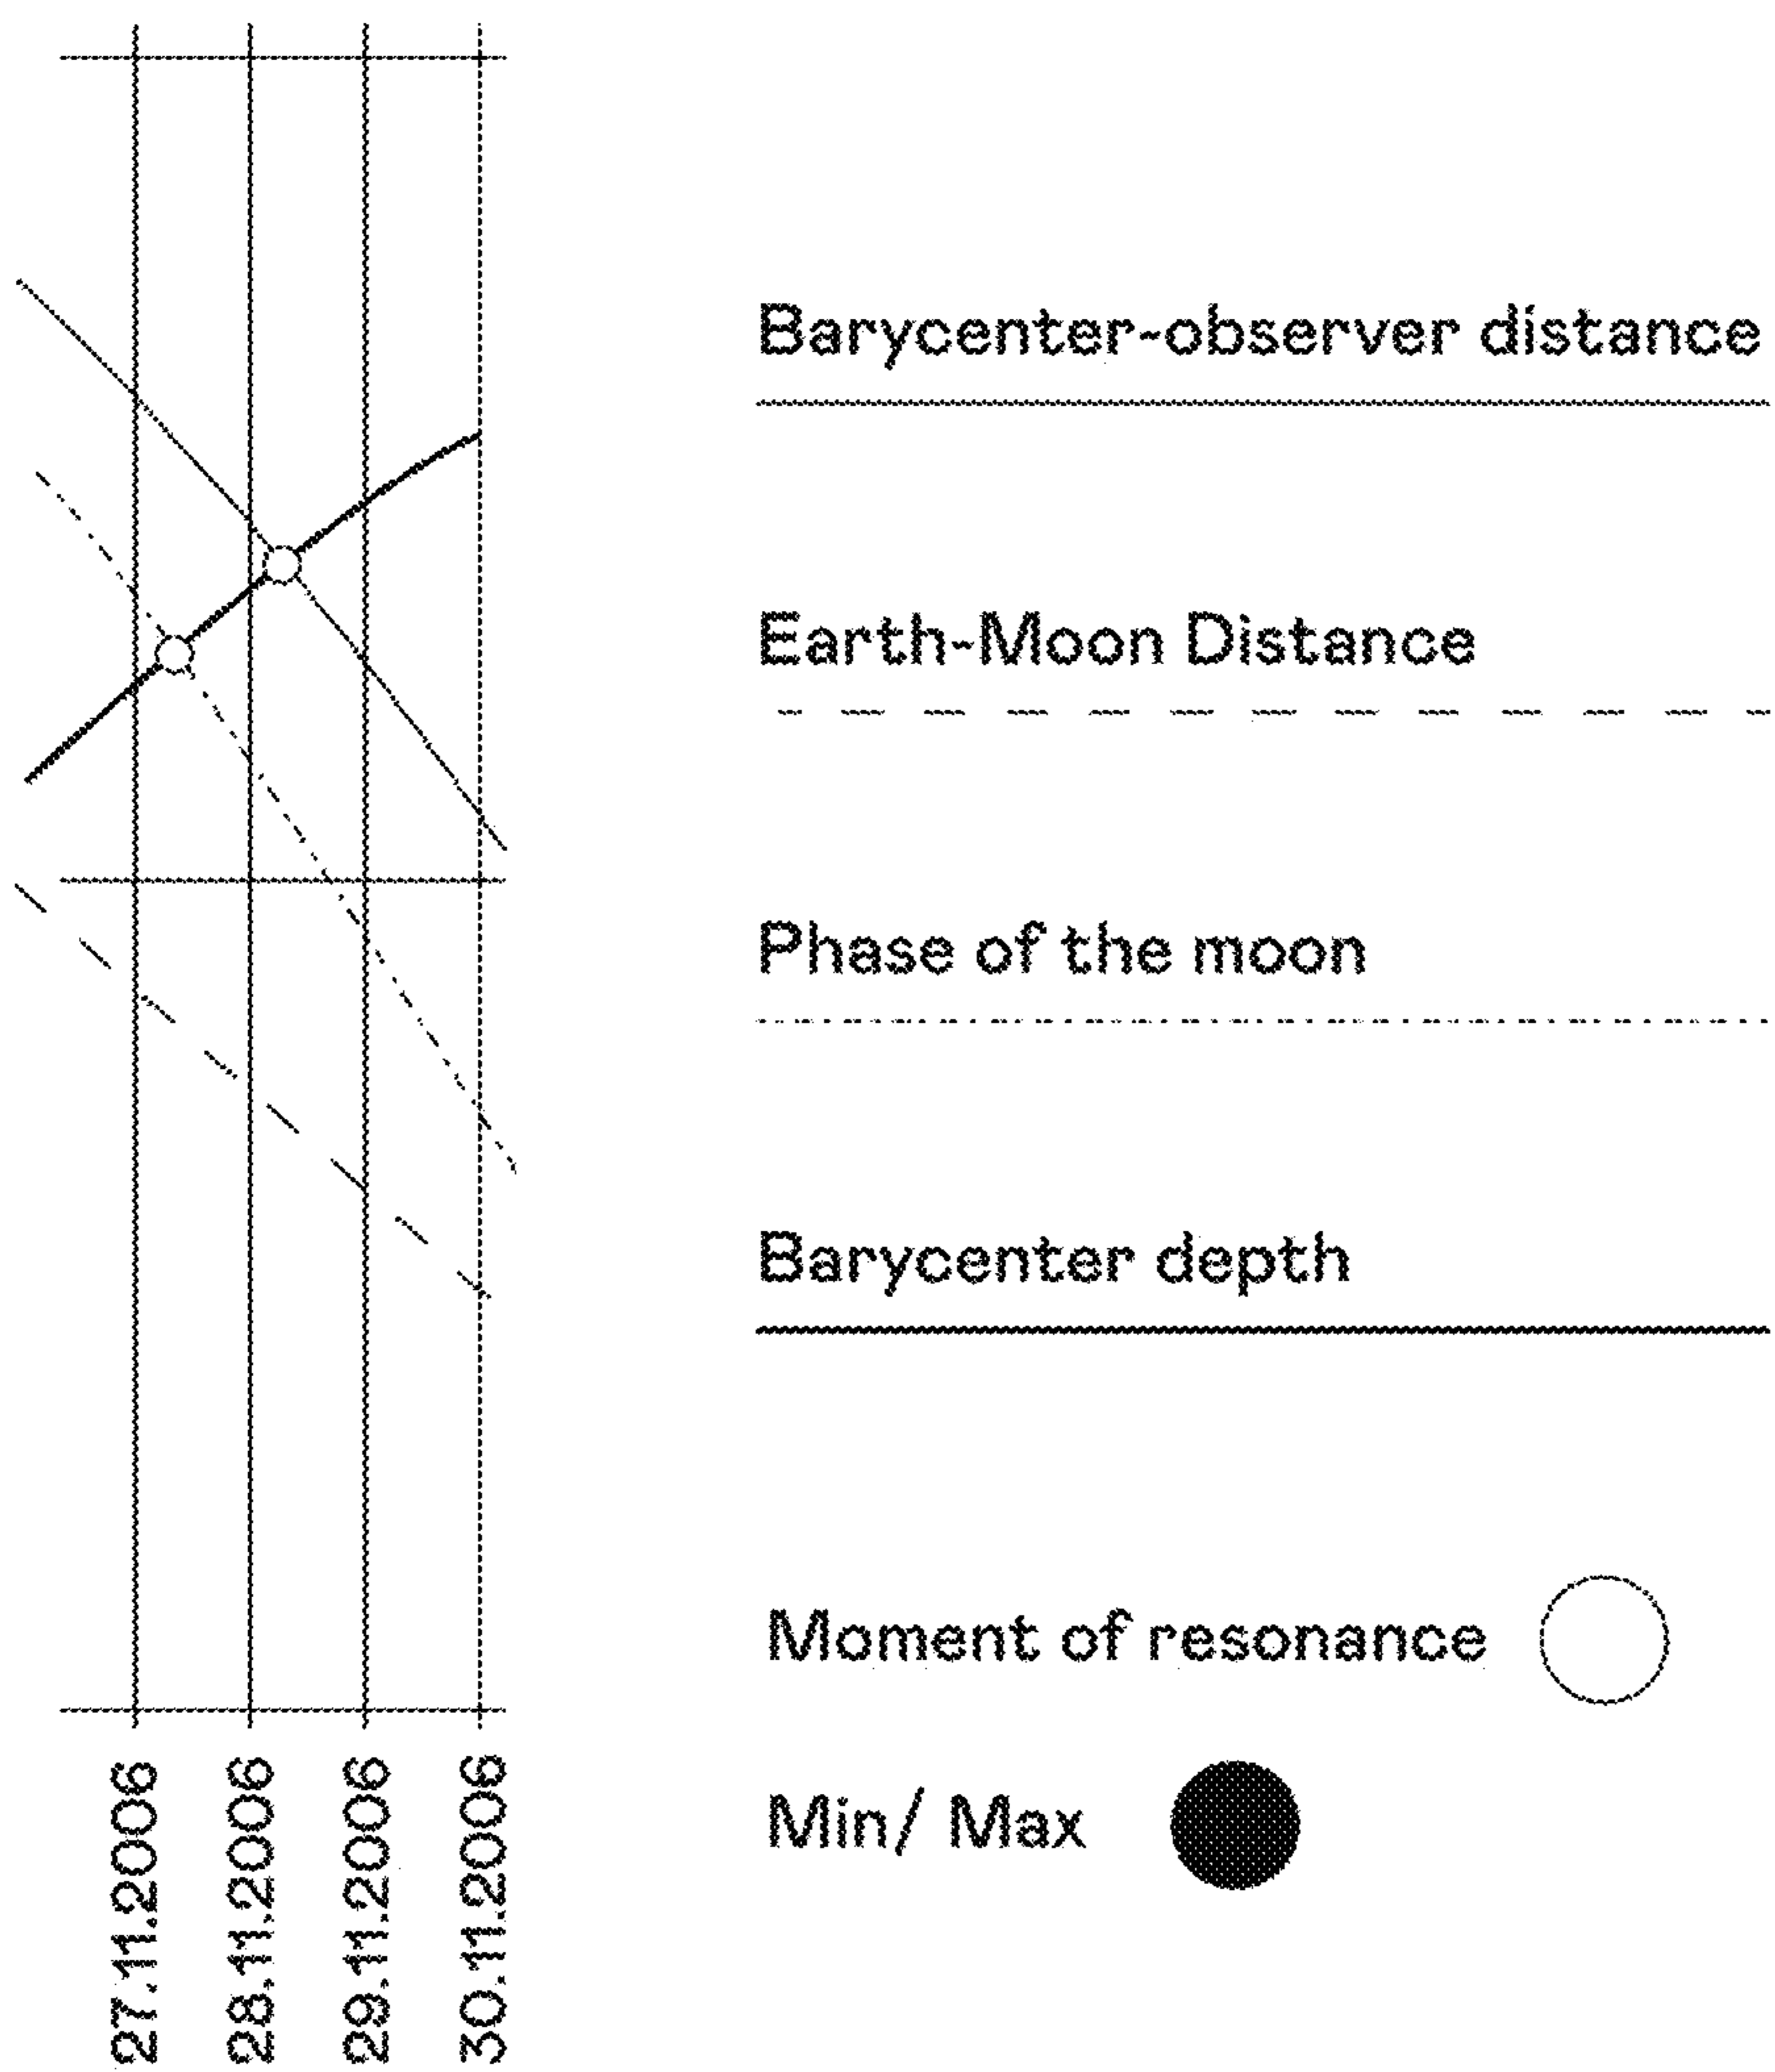 Barycenter-observer distance
Earth-Moon Distance
Phase of the moon
Barycenter depth
Moment of resonance
Min/ Max
27.11.2006
28.11.2006
29.11.2006
30.11.2006